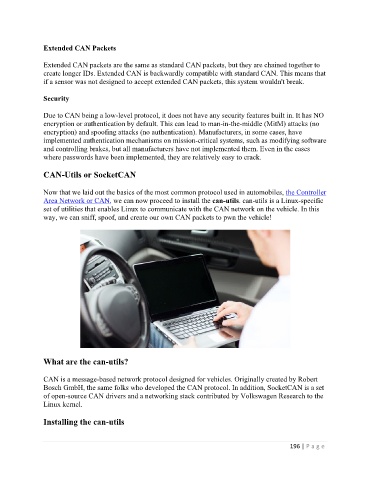 Extended CAN Packets
Extended CAN packets are the same as standard CAN packets, but they are chained together to
create longer IDs. Extended CAN is backwardly compatible with standard CAN. This means that
if a sensor was not designed to accept extended CAN packets, this system wouldn't break.
Security
Due to CAN being a low-level protocol, it does not have any security features built in. It has NO
encryption or authentication by default. This can lead to man-in-the-middle (MitM) attacks (no
encryption) and spoofing attacks (no authentication). Manufacturers, in some cases, have
implemented authentication mechanisms on mission-critical systems, such as modifying software
and controlling brakes, but all manufacturers have not implemented them. Even in the cases
where passwords have been implemented, they are relatively easy to crack.
CAN-Utils or SocketCAN
Now that we laid out the basics of the most common protocol used in automobiles, the Controller
Area Network or CAN, we can now proceed to install the can-utils. can-utils is a Linux-specific
set of utilities that enables Linux to communicate with the CAN network on the vehicle. In this
way, we can sniff, spoof, and create our own CAN packets to pwn the vehicle!
What are the can-utils?
CAN is a message-based network protocol designed for vehicles. Originally created by Robert
Bosch GmbH, the same folks who developed the CAN protocol. In addition, SocketCAN is a set
of open-source CAN drivers and a networking stack contributed by Volkswagen Research to the
Linux kernel.
Installing the can-utils
196 | Page